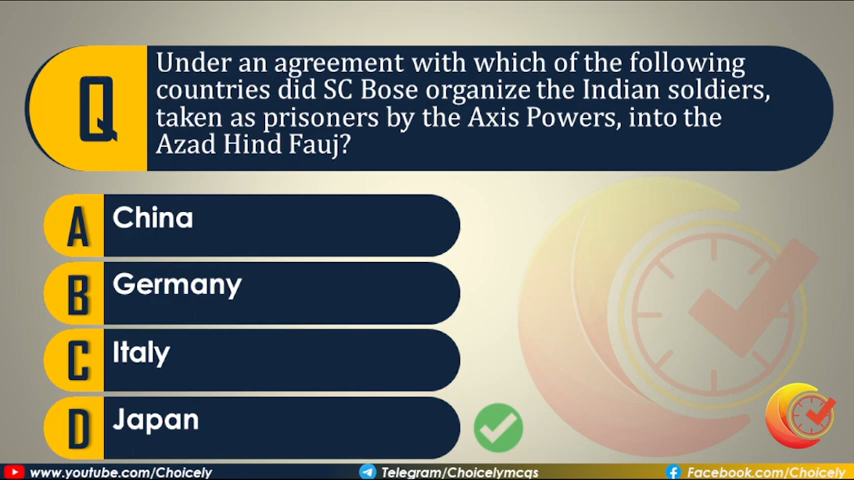 Q
Under an agreement with which of the following
countries did SC Bose organize the Indian soldiers,
taken as prisoners by the Axis Powers, into the
Azad Hind Fauj?
A China
B Germany
C Italy
D Japan
www.youtube.com/Choicely Telegram/Choicelymcqs Facebook.com/Choicely